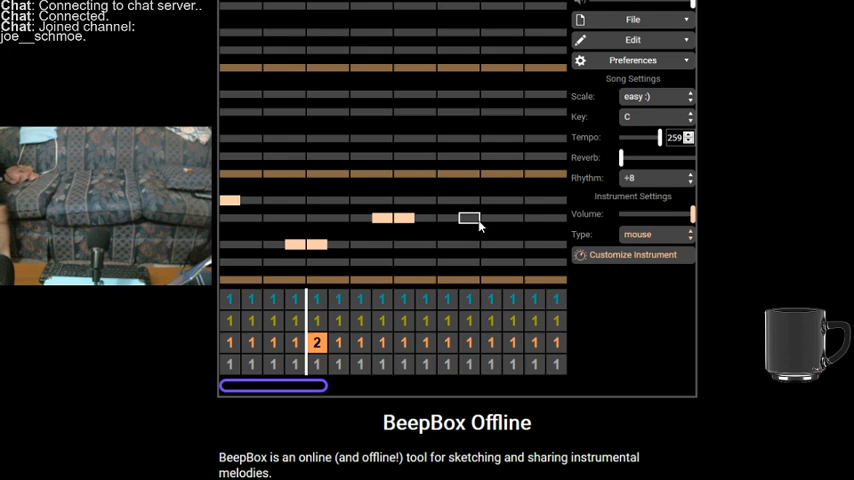 Chat: Connecting to chat server..
Chat: Connected.
Chat: Joined channel:
joe__schmoe.
File
Edit
Preferences
Song Settings
Scale: easy :)
Key: C
Tempo: 259
Reverb:
Rhythm: ÷8
Instrument Settings
Volume:
Type: mouse
Customize Instrument
1 1 1 1 1 1 1 1 1 1 1 1 1 1 1 1
1 1 1 1 1 1 1 1 1 1 1 1 1 1 1 1
1 1 1 1 2 1 1 1 1 1 1 1 1 1 1 1
1 1 1 1 1 1 1 1 1 1 1 1 1 1 1 1
BeepBox Offline
BeepBox is an online (and offline!) tool for sketching and sharing instrumental
melodies.